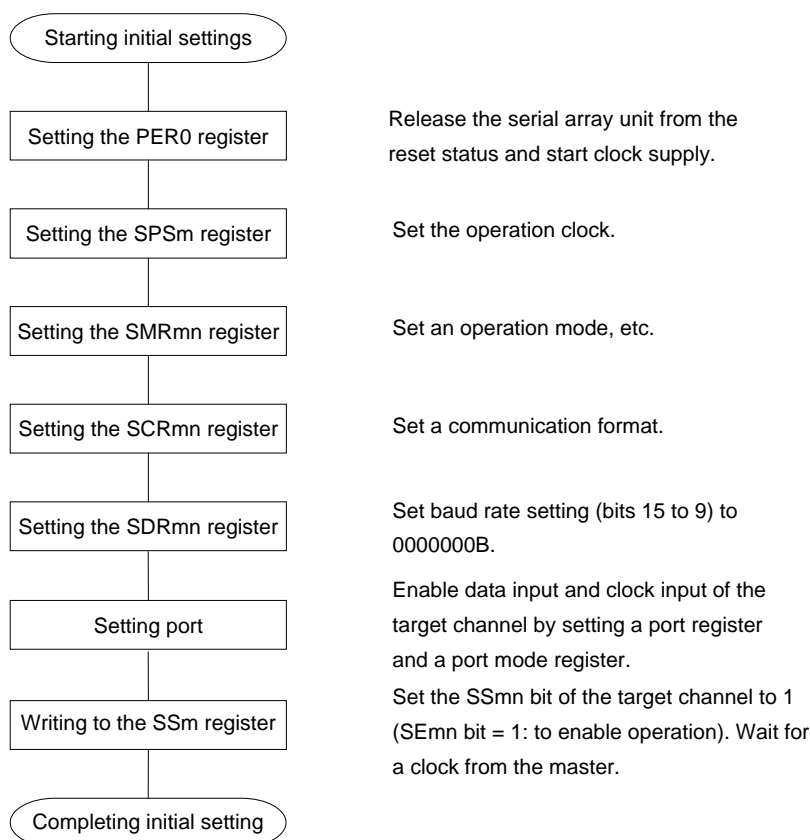 Starting initial settings
Setting the PER0 register
Release the serial array unit from the
reset status and start clock supply.
Setting the SPSm register
Set the operation clock.
Setting the SMRmn register
Set an operation mode, etc.
Setting the SCRmn register
Set a communication format.
Setting the SDRmn register
Set baud rate setting (bits 15 to 9) to
0000000B.
Setting port
Enable data input and clock input of the
target channel by setting a port register
and a port mode register.
Writing to the SSm register
Set the SSmn bit of the target channel to 1
(SEmn bit = 1: to enable operation). Wait for
a clock from the master.
Completing initial setting